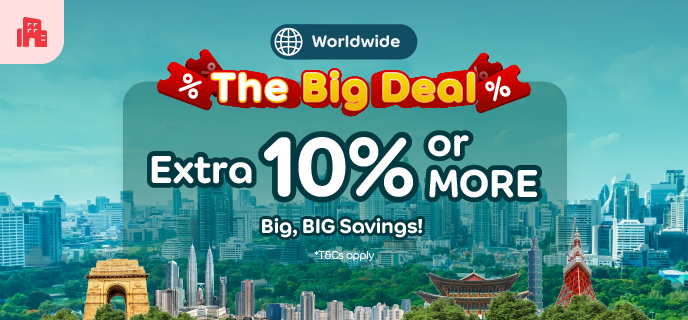 Worldwide
% The Big Deal %
Extra 10% or MORE
Big, BIG Savings!
*T&Cs apply